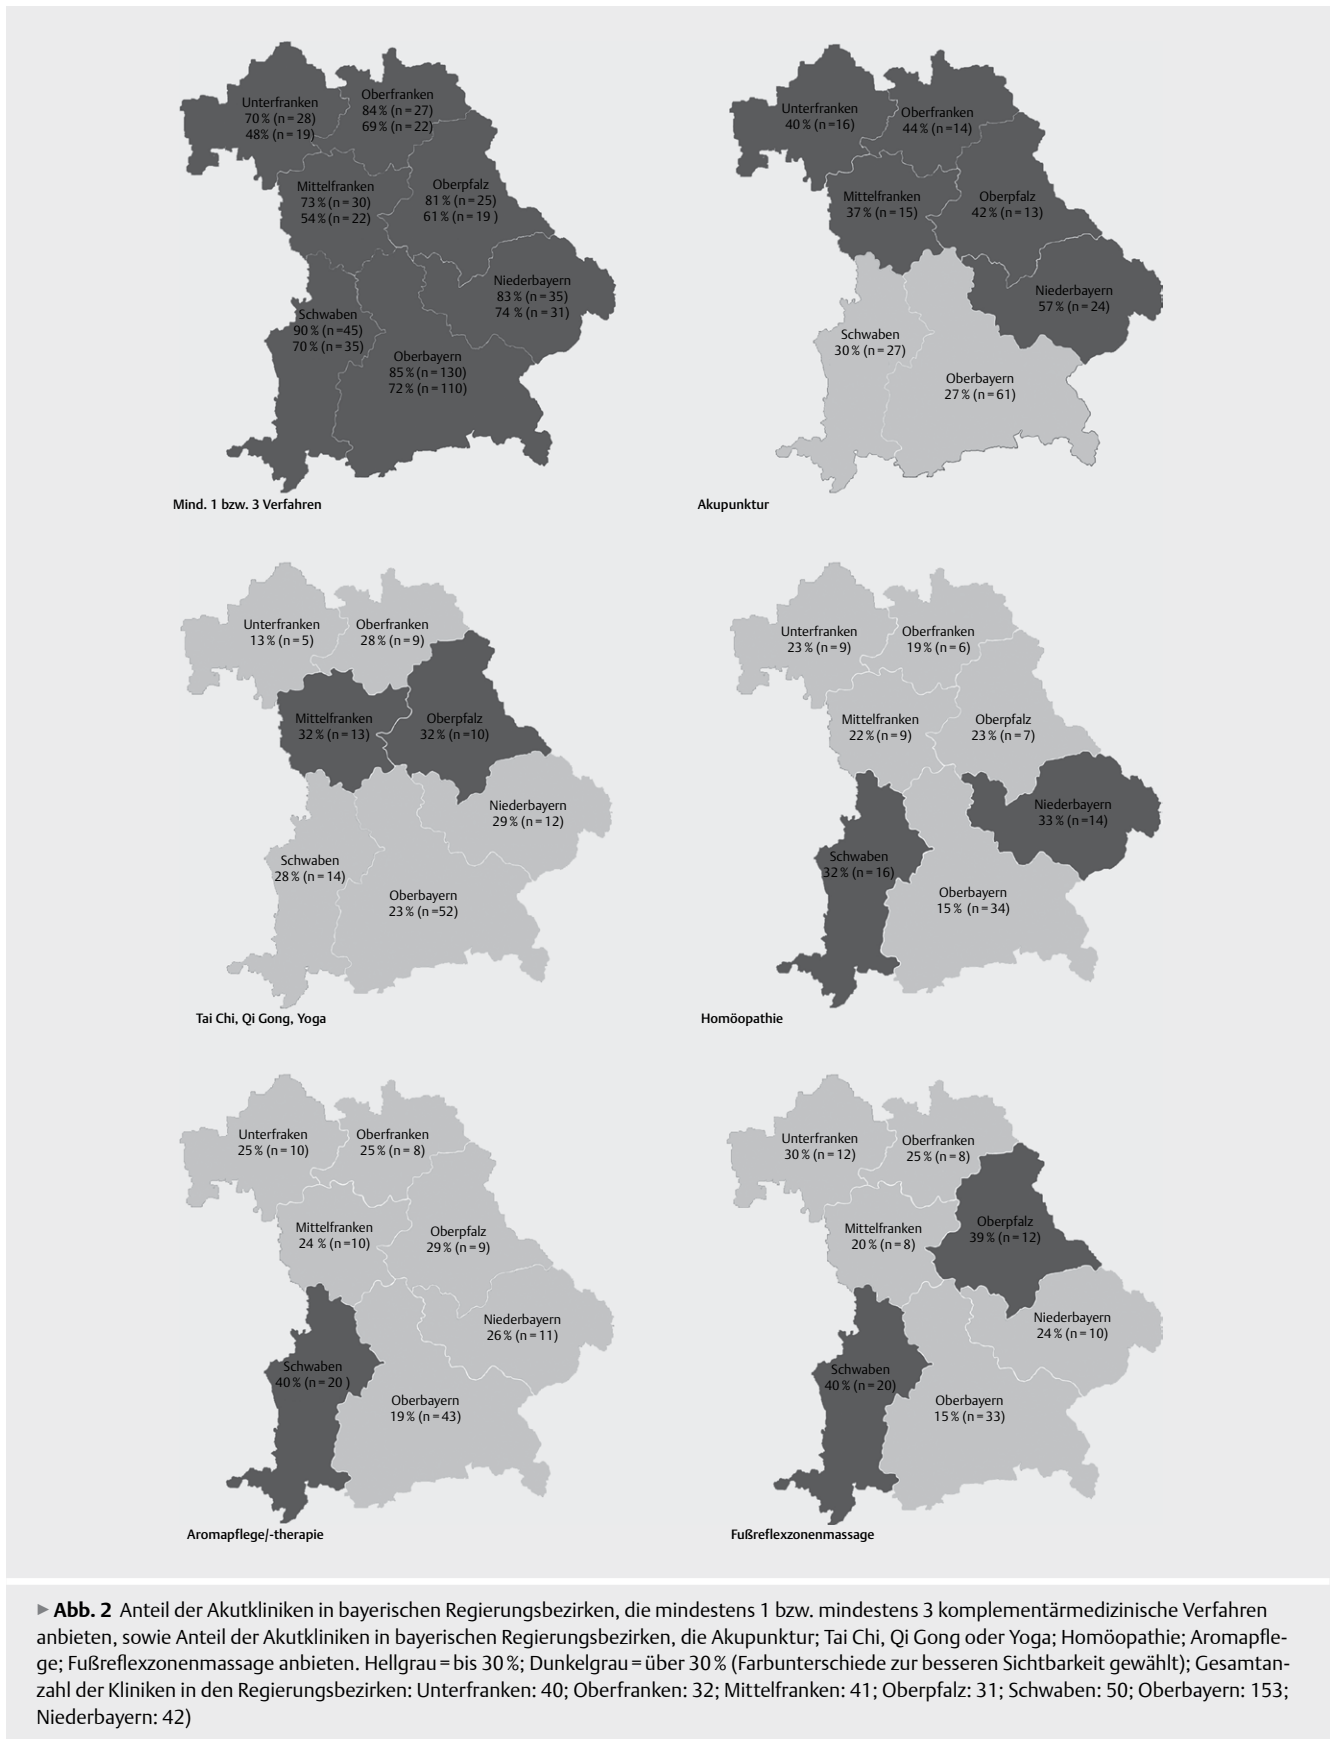 Unterfranken
70 % (n = 28)
48% (n = 19)
Oberfranken
84 % (n = 27)
69 % (n = 22)
Mittelfranken
73 % (n = 30)
54 % (n = 22)
Oberpfalz
81 % (n = 25)
61 % (n = 19 )
Niederbayern
83 % (n = 35)
74 % (n = 31)
Schwaben
90 % (n =45)
70 % (n = 35)
Oberbayern
85 % (n = 130)
72 % (n = 110)
Mind. 1 bzw. 3 Verfahren
Unterfranken
40 % (n =16)
Oberfranken
44 % (n = 14)
Mittelfranken
37 % (n = 15)
Oberpfalz
42 % (n = 13)
Niederbayern
57 % (n = 24)
Schwaben
30 % (n = 27)
Oberbayern
27 % (n = 61)
Akupunktur
Unterfranken
13 % (n = 5)
Oberfranken
28 % (n = 9)
Mittelfranken
32 % (n = 13)
Oberpfalz
32 % (n =10)
Niederbayern
29 % (n = 12)
Schwaben
28 % (n = 14)
Oberbayern
23 % (n =52)
Tai Chi, Qi Gong, Yoga
Unterfranken
23 % (n = 9)
Oberfranken
19 % (n = 6)
Mittelfranken
22 % (n = 9)
Oberpfalz
23 % (n = 7)
Niederbayern
33 % (n =14)
Schwaben
32 % (n = 16)
Oberbayern
15 % (n = 34)
Homöopathie
Unterfraken
25 % (n = 10)
Oberfranken
25 % (n = 8)
Mittelfranken
24 % (n =10)
Oberpfalz
29 % (n = 9)
Niederbayern
26 % (n = 11)
Schwaben
40 % (n = 20 )
Oberbayern
19 % (n = 43)
Aromapflege/-therapie
Unterfranken
30 % (n = 12)
Oberfranken
25 % (n = 8)
Mittelfranken
20 % (n = 8)
Oberpfalz
39 % (n = 12)
Niederbayern
24 % (n = 10)
Schwaben
40 % (n = 20)
Oberbayern
15 % (n = 33)
Fußreflexzonenmassage
▶ Abb. 2 Anteil der Akutkliniken in bayerischen Regierungsbezirken, die mindestens 1 bzw. mindestens 3 komplementärmedizinische Verfahren
anbieten, sowie Anteil der Akutkliniken in bayerischen Regierungsbezirken, die Akupunktur; Tai Chi, Qi Gong oder Yoga; Homöopathie; Aromapfle-
ge; Fußreflexzonenmassage anbieten. Hellgrau = bis 30 %; Dunkelgrau = über 30 % (Farbunterschiede zur besseren Sichtbarkeit gewählt); Gesamtan-
zahl der Kliniken in den Regierungsbezirken: Unterfranken: 40; Oberfranken: 32; Mittelfranken: 41; Oberpfalz: 31; Schwaben: 50; Oberbayern: 153;
Niederbayern: 42)